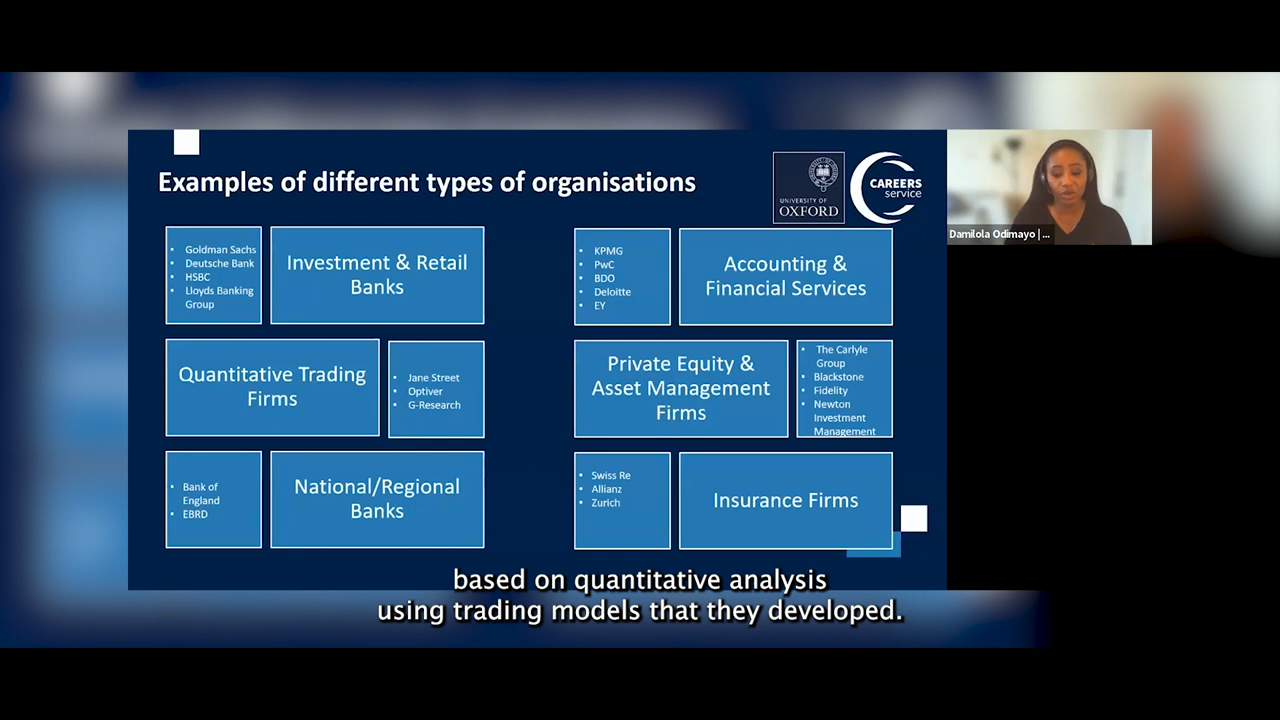 Examples of different types of organisations
UNIVERSITY OF
OXFORD
CAREERS
service
Damilola Odimayo | ...
• Goldman Sachs
• Deutsche Bank
• HSBC
• Lloyds Banking
Group
Investment & Retail
Banks
• KPMG
• PwC
• BDO
• Deloitte
• EY
Accounting &
Financial Services
Quantitative Trading
Firms
• Jane Street
• Optiver
• G-Research
Private Equity &
Asset Management
Firms
• The Carlyle
Group
• Blackstone
• Fidelity
• Newton
Investment
Management
• Bank of
England
• EBRD
National/Regional
Banks
• Swiss Re
• Allianz
• Zurich
Insurance Firms
based on quantitative analysis
using trading models that they developed.